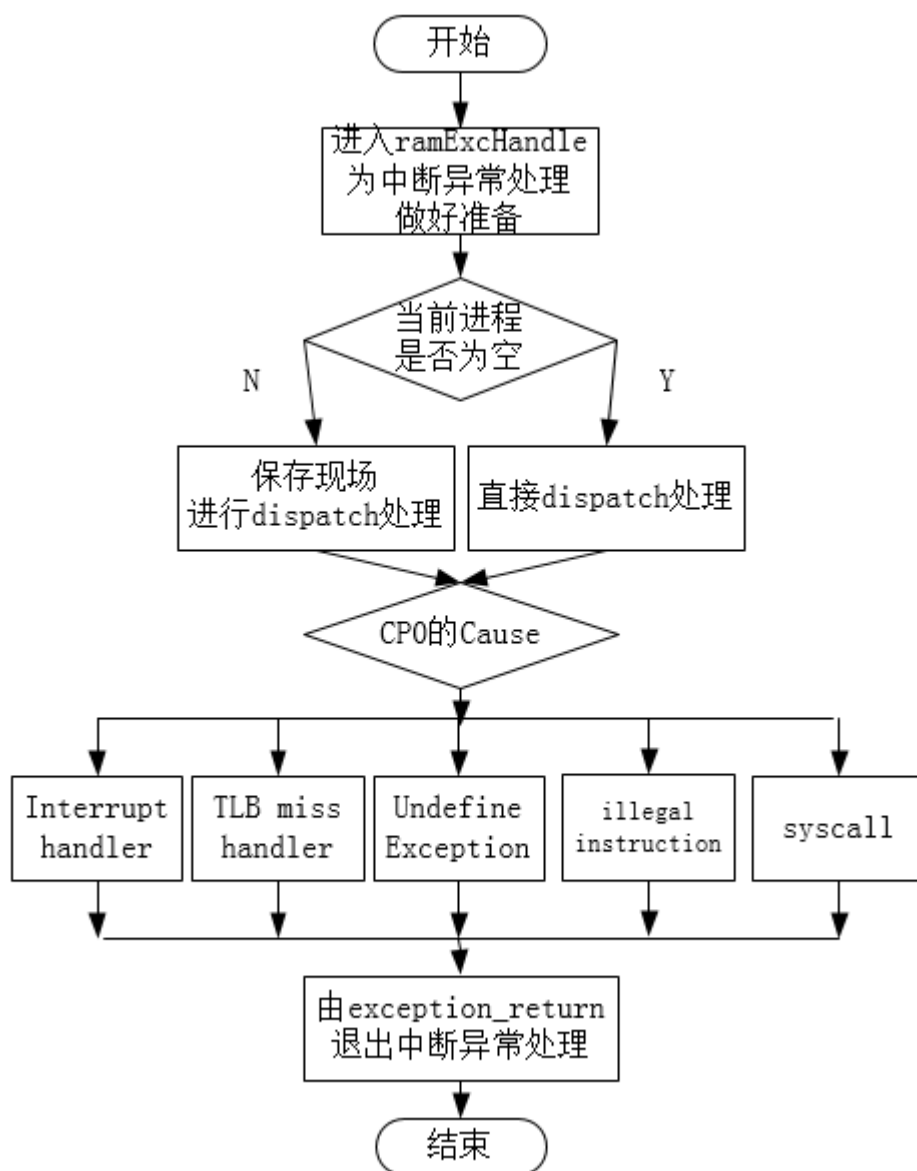 开始
进入ramExcHandle
为中断异常处理
做好准备
当前进程
是否为空
N
Y
保存现场
进行dispatch处理
直接dispatch处理
CP0的Cause
Interrupt
handler
TLB miss
handler
Undefine
Exception
illegal
instruction
syscall
由exception_return
退出中断异常处理
结束